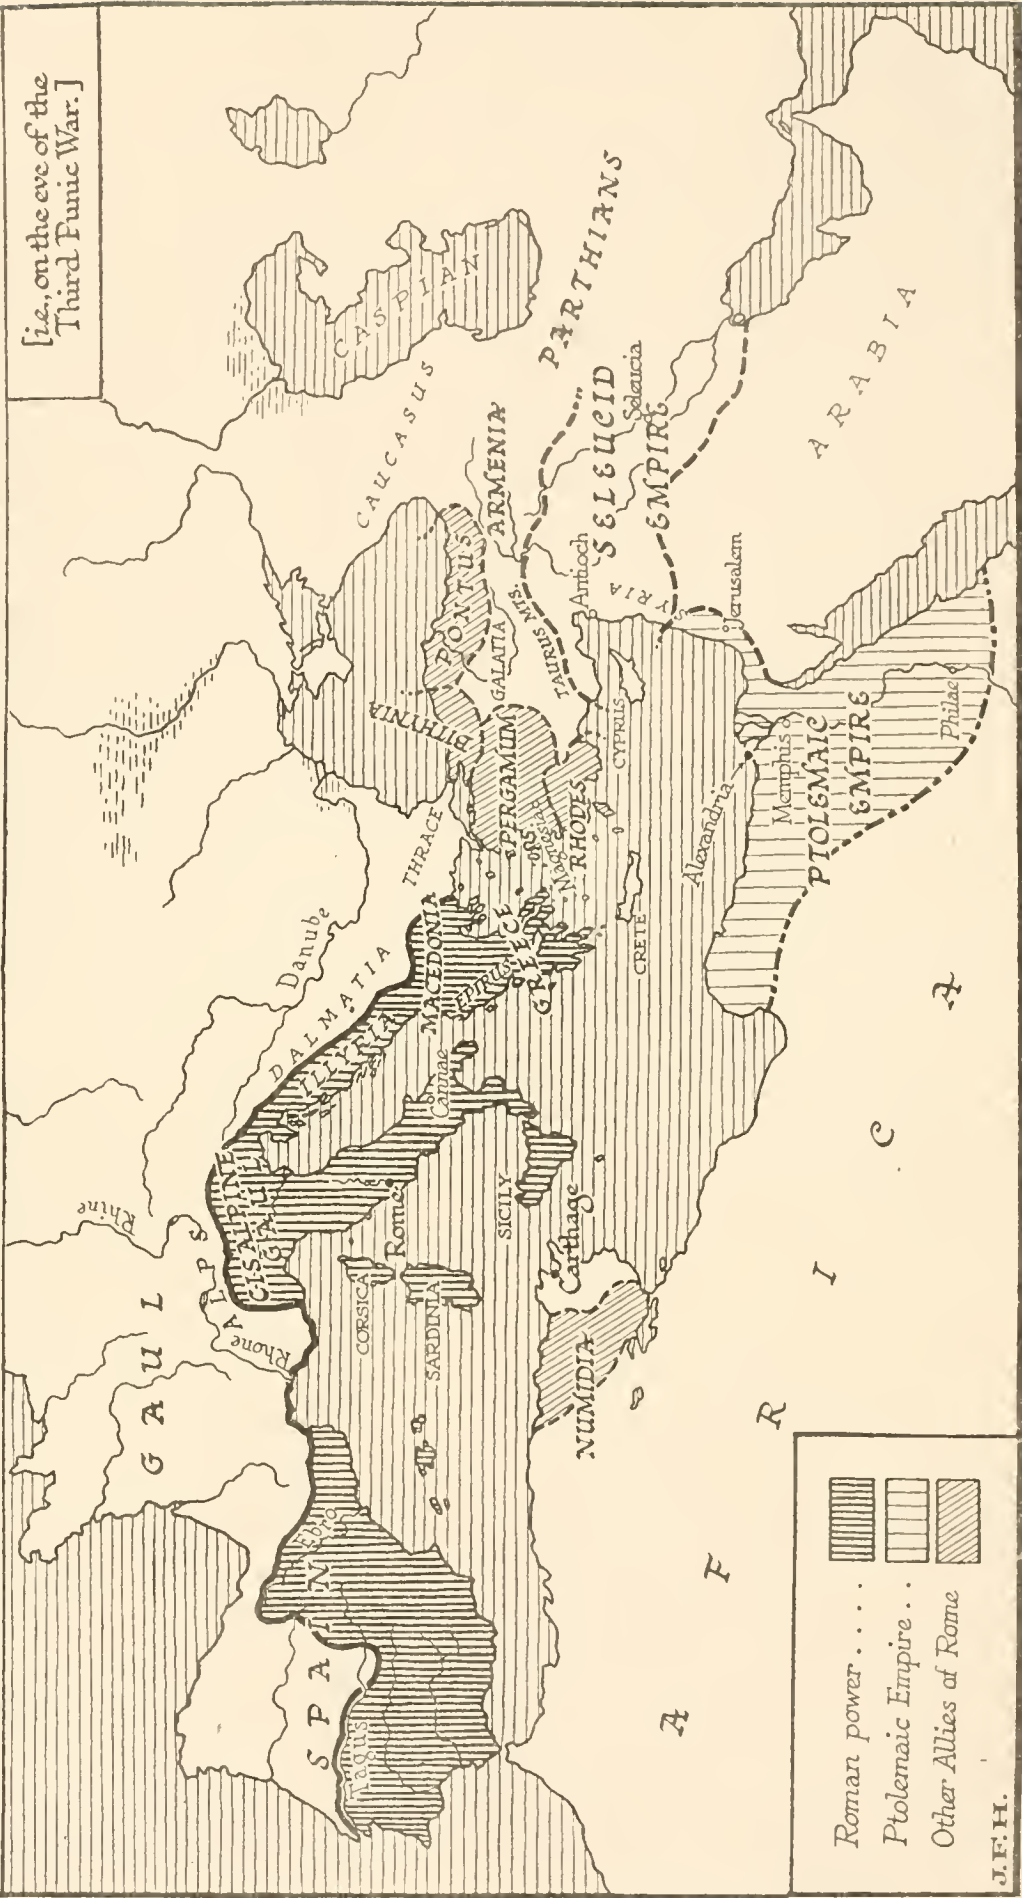 [i.e., on the eve of the
Third Punic War.]
GAUL
Rhine
ALPS
Rhone
CISALPINE
GAUL
DALMATIA
ILLYRIA
Danube
THRACE
MACEDONIA
EPIRUS
GREECE
SPAIN
Ebro
Tagus
CORSICA
SARDINIA
Rome
Cannae
SICILY
Carthage
NUMIDIA
CRETE
CYPRUS
RHODES
Magnesia
PERGAMUM
BITHYNIA
GALATIA
PONTUS
TAURUS MTS.
ARMENIA
CAUCASUS
CASPIAN
PARTHIANS
SELEUCID
EMPIRE
Seleucia
Antioch
SYRIA
Jerusalem
ARABIA
Alexandria
Memphis
PTOLEMAIC
EMPIRE
Philae
AFRICA
Roman power....
Ptolemaic Empire..
Other Allies of Rome
J.F.H.